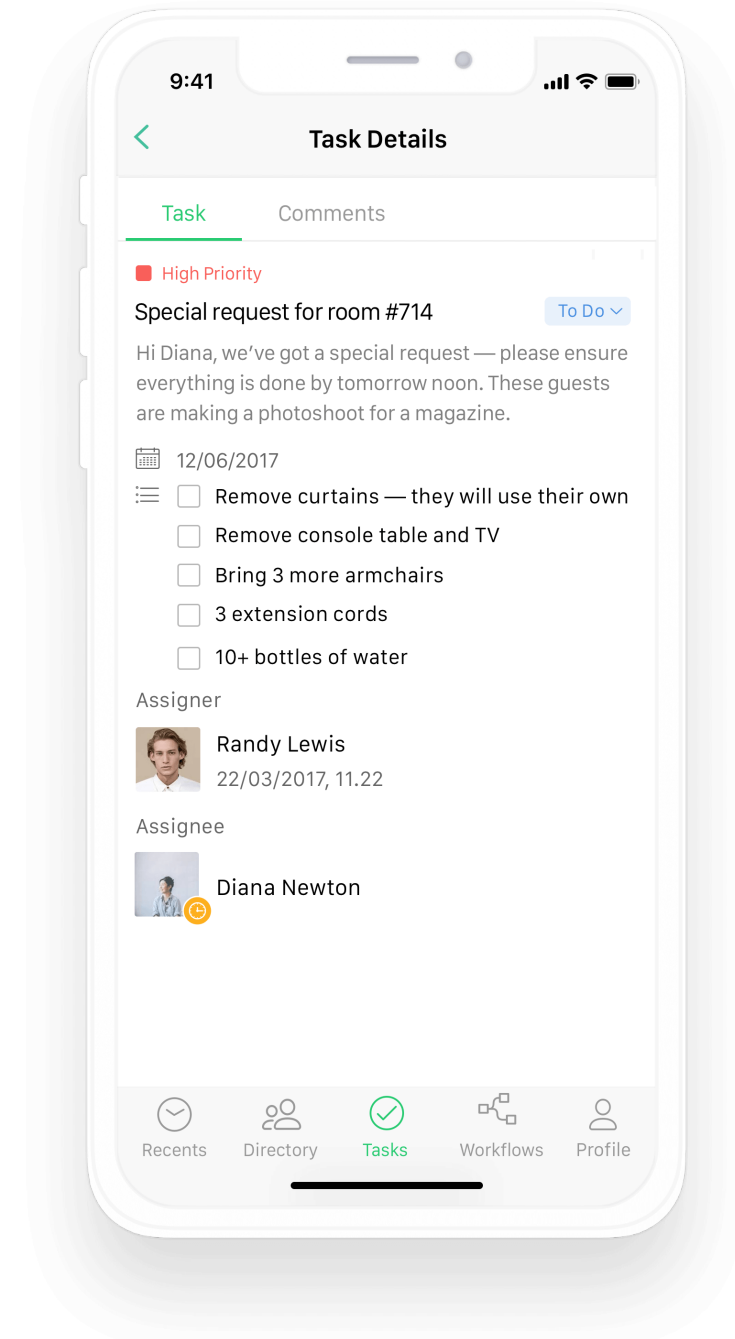 9:41
Task Details
Task Comments
High Priority
Special request for room #714 To Do
Hi Diana, we’ve got a special request — please ensure
everything is done by tomorrow noon. These guests
are making a photoshoot for a magazine.
12/06/2017
Remove curtains — they will use their own
Remove console table and TV
Bring 3 more armchairs
3 extension cords
10+ bottles of water
Assigner
Randy Lewis
22/03/2017, 11.22
Assignee
Diana Newton
Recents Directory Tasks Workflows Profile